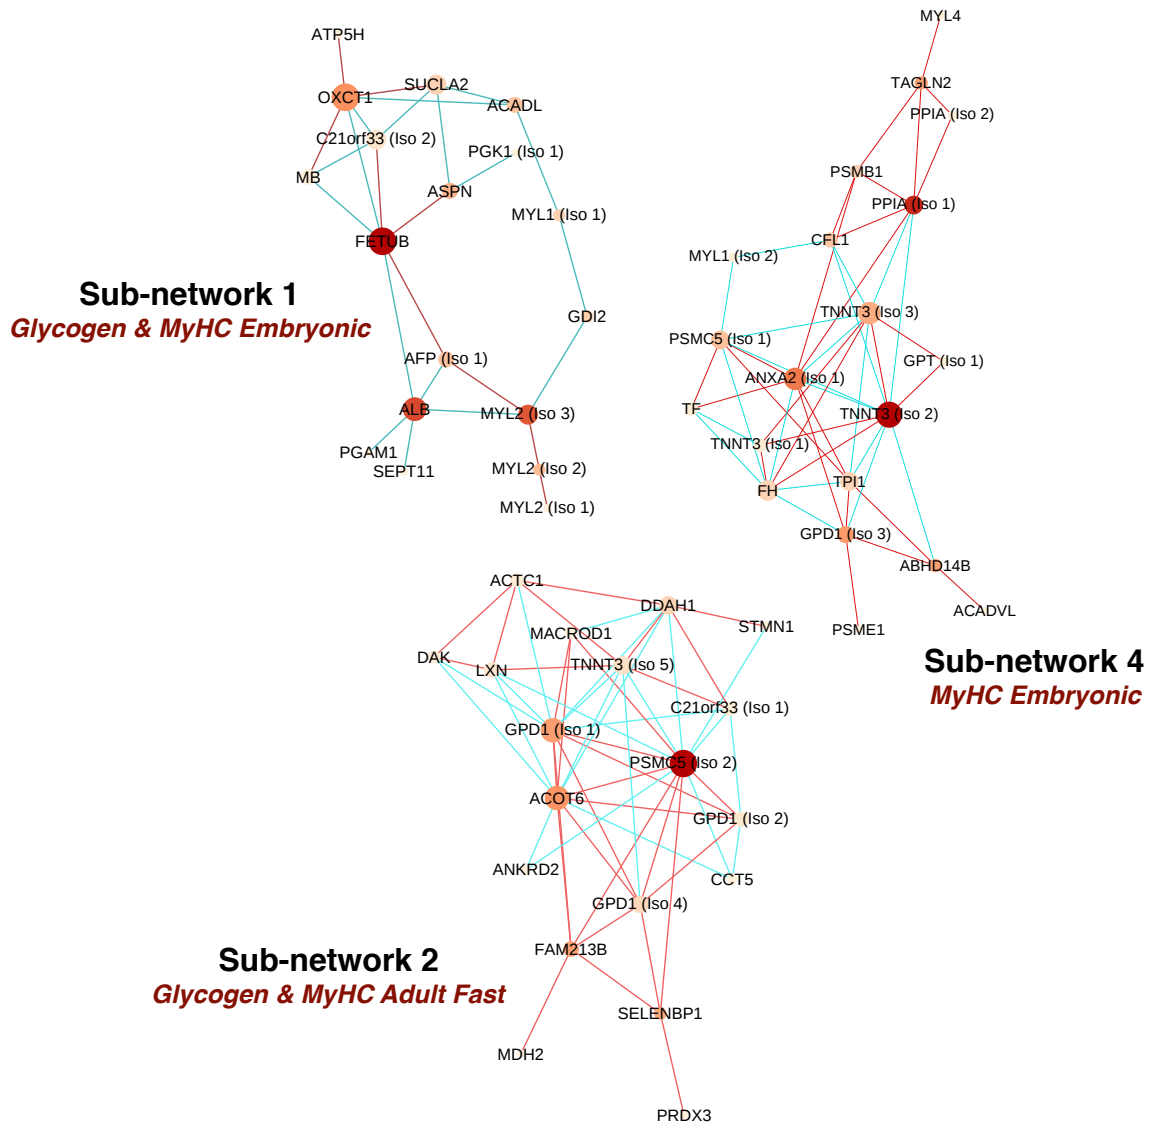 ATP5H
SUCLA2
OXCT1
ACADL
C21orf33 (Iso 2)
PGK1 (Iso 1)
MB
ASPN
MYL1 (Iso 1)
FETUB
Sub-network 1
Glycogen & MyHC Embryonic
GDI2
AFP (Iso 1)
ALB
MYL2 (Iso 3)
PGAM1
SEPT11
MYL2 (Iso 2)
MYL2 (Iso 1)
MYL4
TAGLN2
PPIA (Iso 2)
PSMB1
PPIA (Iso 1)
CFL1
MYL1 (Iso 2)
TNNT3 (Iso 3)
PSMC5 (Iso 1)
GPT (Iso 1)
ANXA2 (Iso 1)
TF
TNNT3 (Iso 2)
TNNT3 (Iso 1)
TPI1
FH
GPD1 (Iso 3)
ABHD14B
ACADVL
PSME1
Sub-network 4
MyHC Embryonic
ACTC1
DDAH1
STMN1
MACROD1
DAK
LXN
TNNT3 (Iso 5)
C21orf33 (Iso 1)
GPD1 (Iso 1)
PSMC5 (Iso 2)
ACOT6
GPD1 (Iso 2)
ANKRD2
CCT5
GPD1 (Iso 4)
FAM213B
Sub-network 2
Glycogen & MyHC Adult Fast
SELENBP1
MDH2
PRDX3